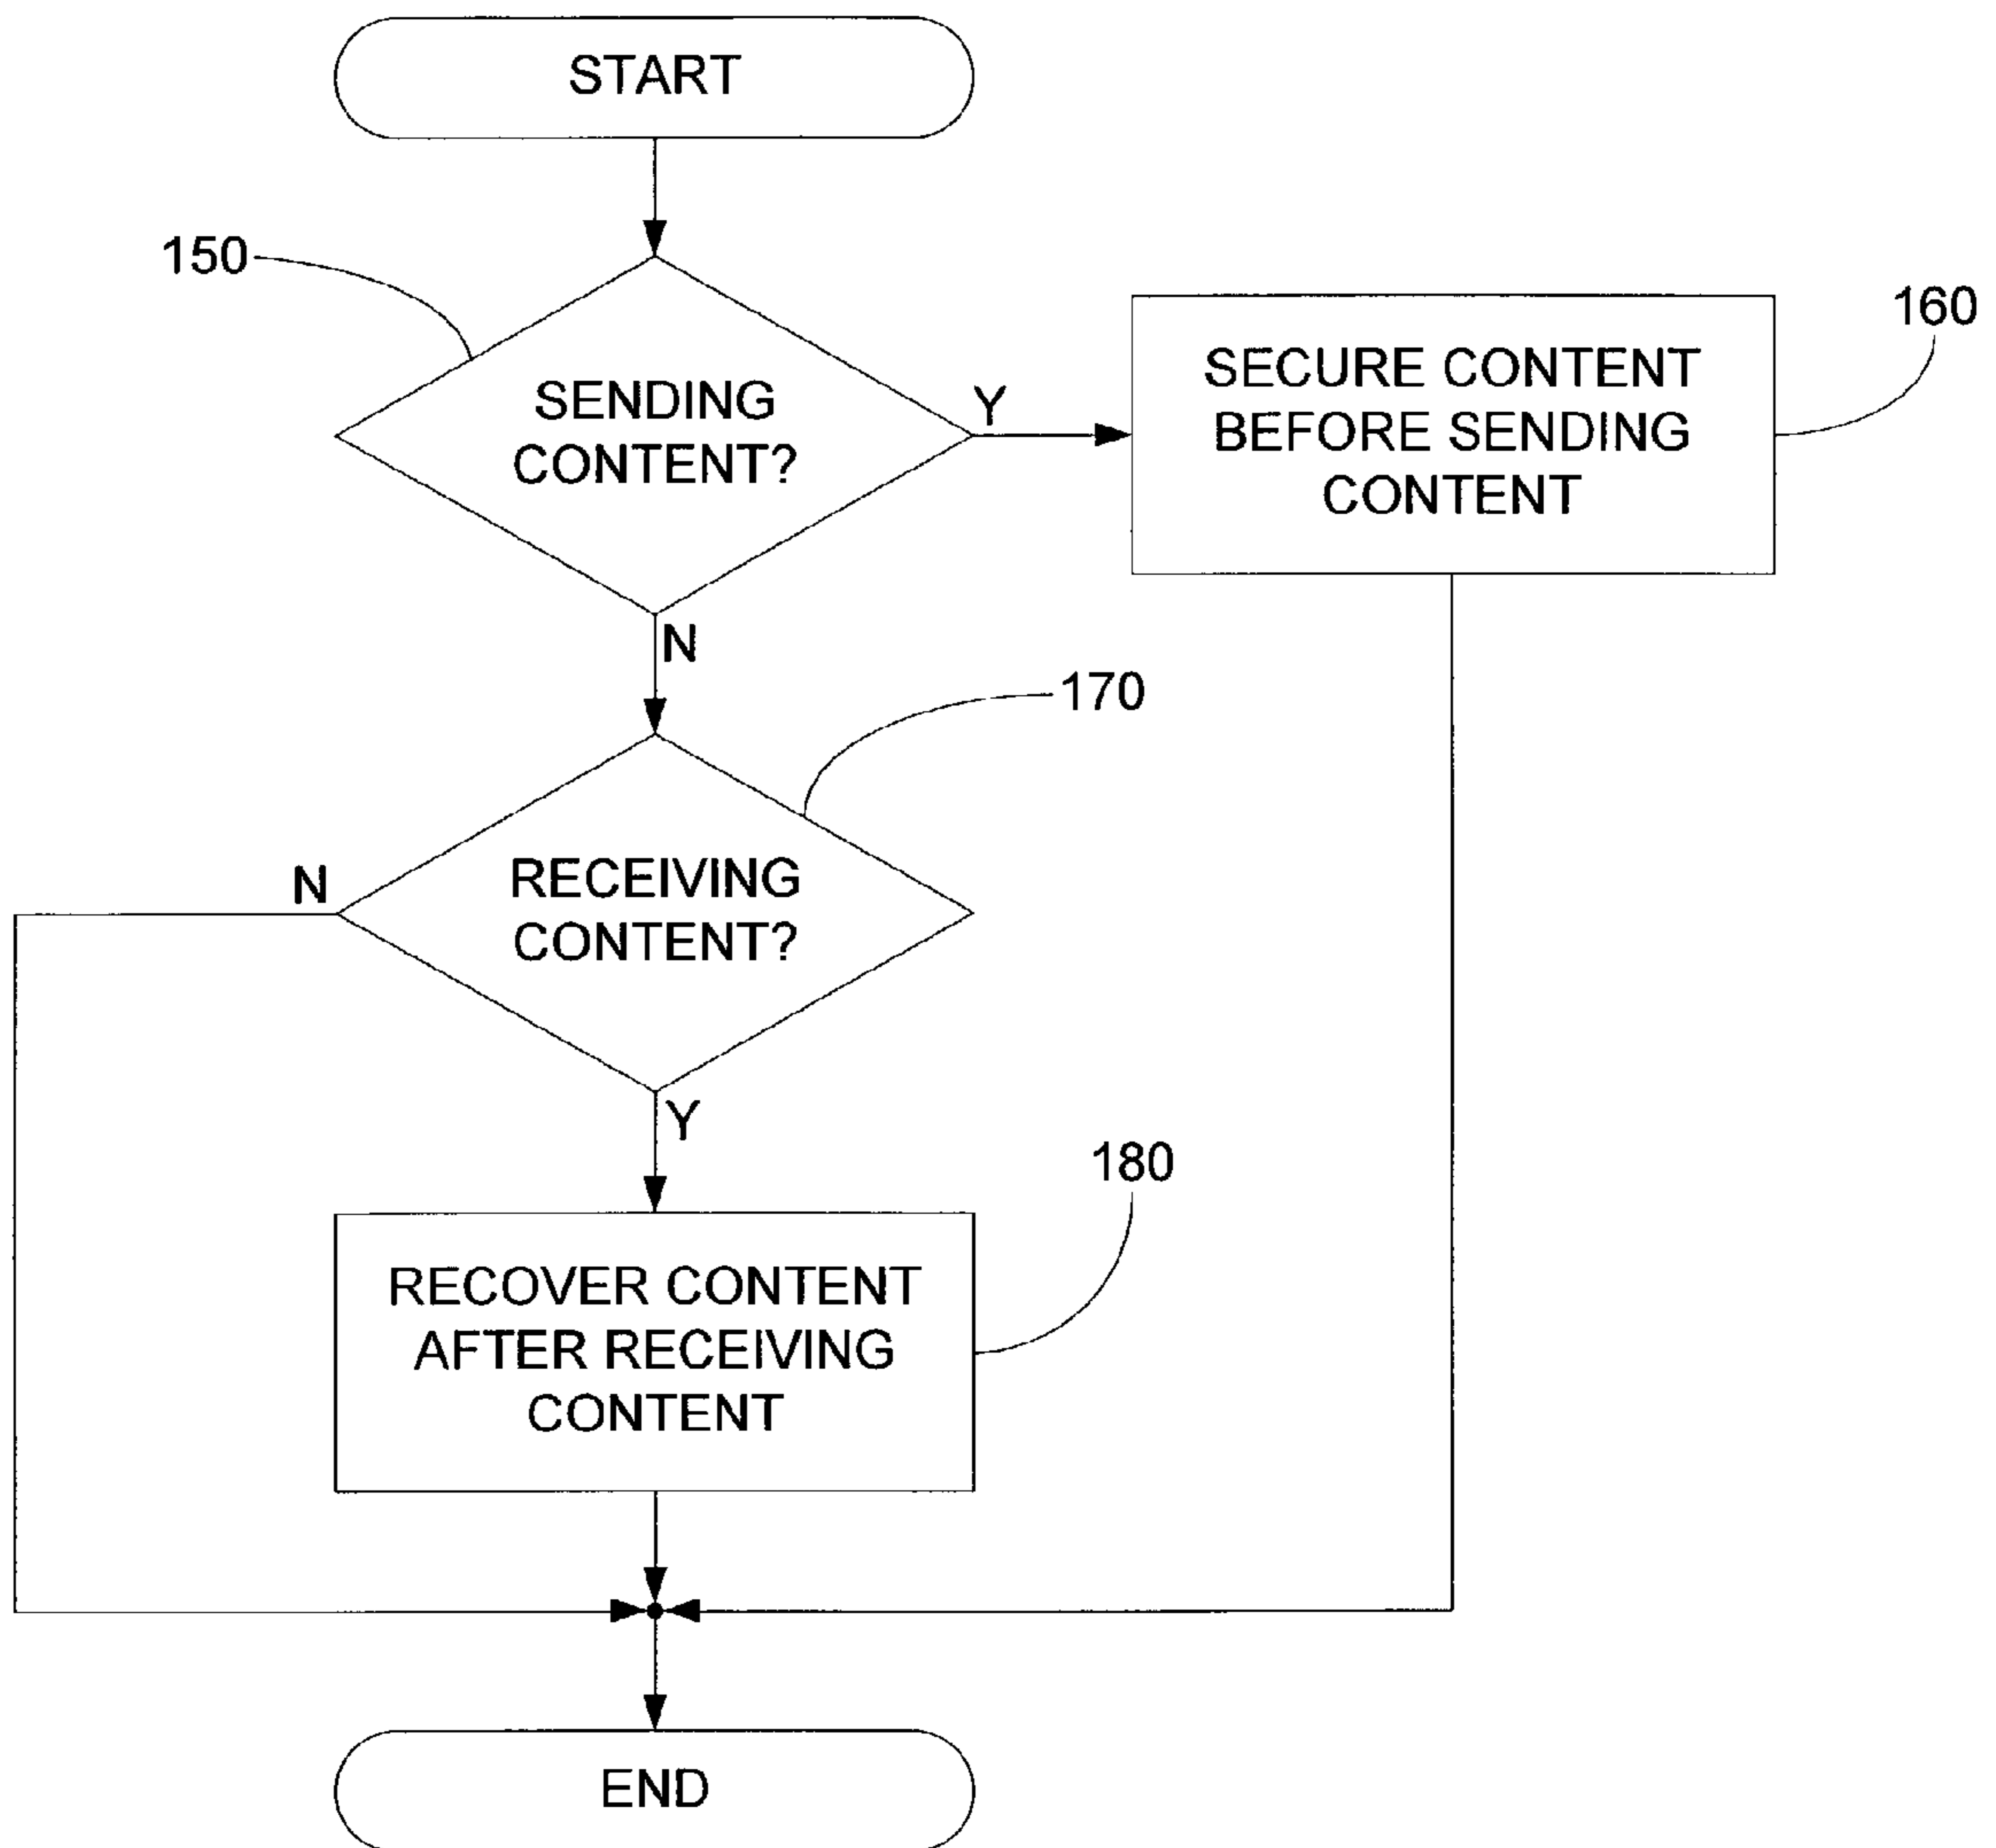 START
150
160
SENDING
CONTENT?
Y
SECURE CONTENT
BEFORE SENDING
CONTENT
N
170
RECEIVING
CONTENT?
N
Y
180
RECOVER CONTENT
AFTER RECEIVING
CONTENT
END